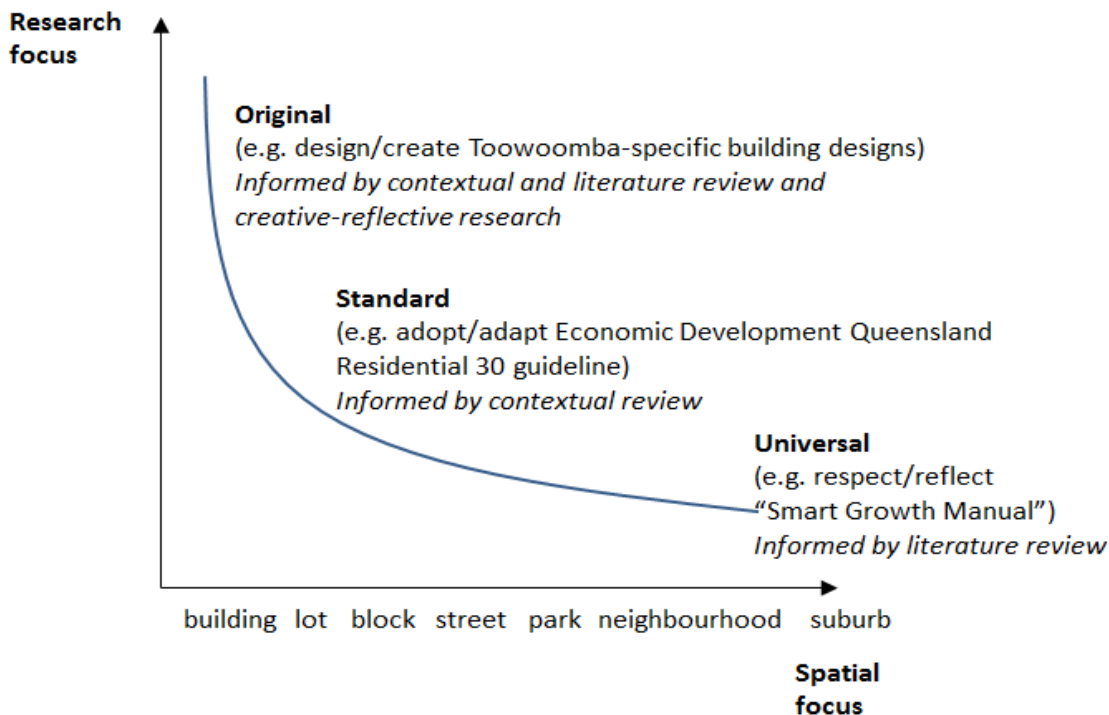 Research
focus
Original
(e.g. design/create Toowoomba-specific building designs)
Informed by contextual and literature review and
creative-reflective research
Standard
(e.g. adopt/adapt Economic Development Queensland
Residential 30 guideline)
Informed by contextual review
Universal
(e.g. respect/reflect
“Smart Growth Manual”)
Informed by literature review
building lot block street park neighbourhood suburb
Spatial
focus